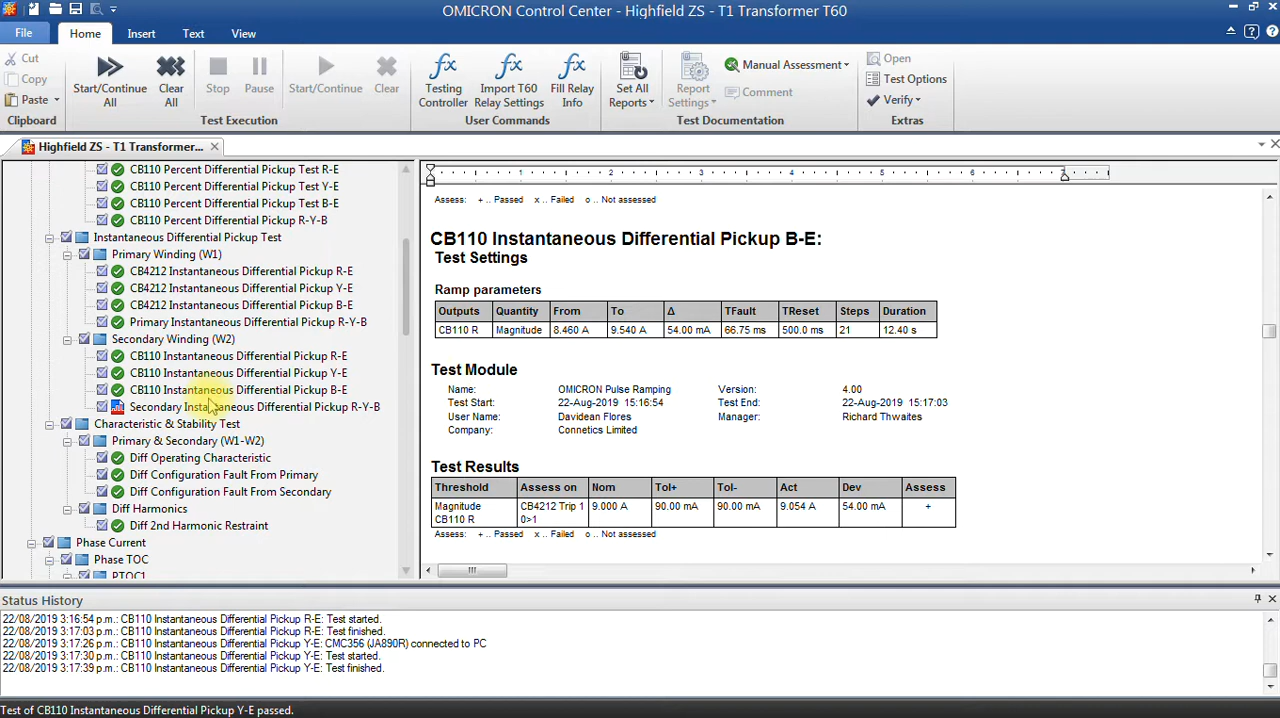 OMICRON Control Center - Highfield ZS - T1 Transformer T60
File Home Insert Text View
Cut
Copy
Paste
Clipboard
Start/Continue All
Clear All
Stop
Pause
Start/Continue
Clear
Test Execution
fx Testing Controller
fx Import T60 Relay Settings
fx Fill Relay Info
User Commands
Set All Reports
Report Settings
Manual Assessment
Comment
Test Documentation
Open
Test Options
Verify
Extras
Highfield ZS - T1 Transformer...
CB110 Percent Differential Pickup Test R-E
CB110 Percent Differential Pickup Test Y-E
CB110 Percent Differential Pickup Test B-E
CB110 Percent Differential Pickup R-Y-B
Instantaneous Differential Pickup Test
Primary Winding (W1)
CB4212 Instantaneous Differential Pickup R-E
CB4212 Instantaneous Differential Pickup Y-E
CB4212 Instantaneous Differential Pickup B-E
Primary Instantaneous Differential Pickup R-Y-B
Secondary Winding (W2)
CB110 Instantaneous Differential Pickup R-E
CB110 Instantaneous Differential Pickup Y-E
CB110 Instantaneous Differential Pickup B-E
Secondary Instantaneous Differential Pickup R-Y-B
Characteristic & Stability Test
Primary & Secondary (W1-W2)
Diff Operating Characteristic
Diff Configuration Fault From Primary
Diff Configuration Fault From Secondary
Diff Harmonics
Diff 2nd Harmonic Restraint
Phase Current
Phase TOC
PTOC1
1 2 3 4 5 6 7
Assess: + .. Passed x .. Failed o .. Not assessed
CB110 Instantaneous Differential Pickup B-E:
Test Settings
Ramp parameters
Outputs Quantity From To Δ TFault TReset Steps Duration
CB110 R Magnitude 8.460 A 9.540 A 54.00 mA 66.75 ms 500.0 ms 21 12.40 s
Test Module
Name: OMICRON Pulse Ramping Version: 4.00
Test Start: 22-Aug-2019 15:16:54 Test End: 22-Aug-2019 15:17:03
User Name: Davidean Flores Manager: Richard Thwaites
Company: Connetics Limited
Test Results
Threshold Assess on Nom Tol+ Tol- Act Dev Assess
Magnitude CB4212 Trip 1 9.000 A 90.00 mA 90.00 mA 9.054 A 54.00 mA +
CB110 R 0>1
Assess: + .. Passed x .. Failed o .. Not assessed
Status History
22/08/2019 3:16:54 p.m.: CB110 Instantaneous Differential Pickup R-E: Test started.
22/08/2019 3:17:03 p.m.: CB110 Instantaneous Differential Pickup R-E: Test finished.
22/08/2019 3:17:26 p.m.: CB110 Instantaneous Differential Pickup Y-E: CMC356 (JA890R) connected to PC
22/08/2019 3:17:30 p.m.: CB110 Instantaneous Differential Pickup Y-E: Test started.
22/08/2019 3:17:39 p.m.: CB110 Instantaneous Differential Pickup Y-E: Test finished.
Test of CB110 Instantaneous Differential Pickup Y-E passed.